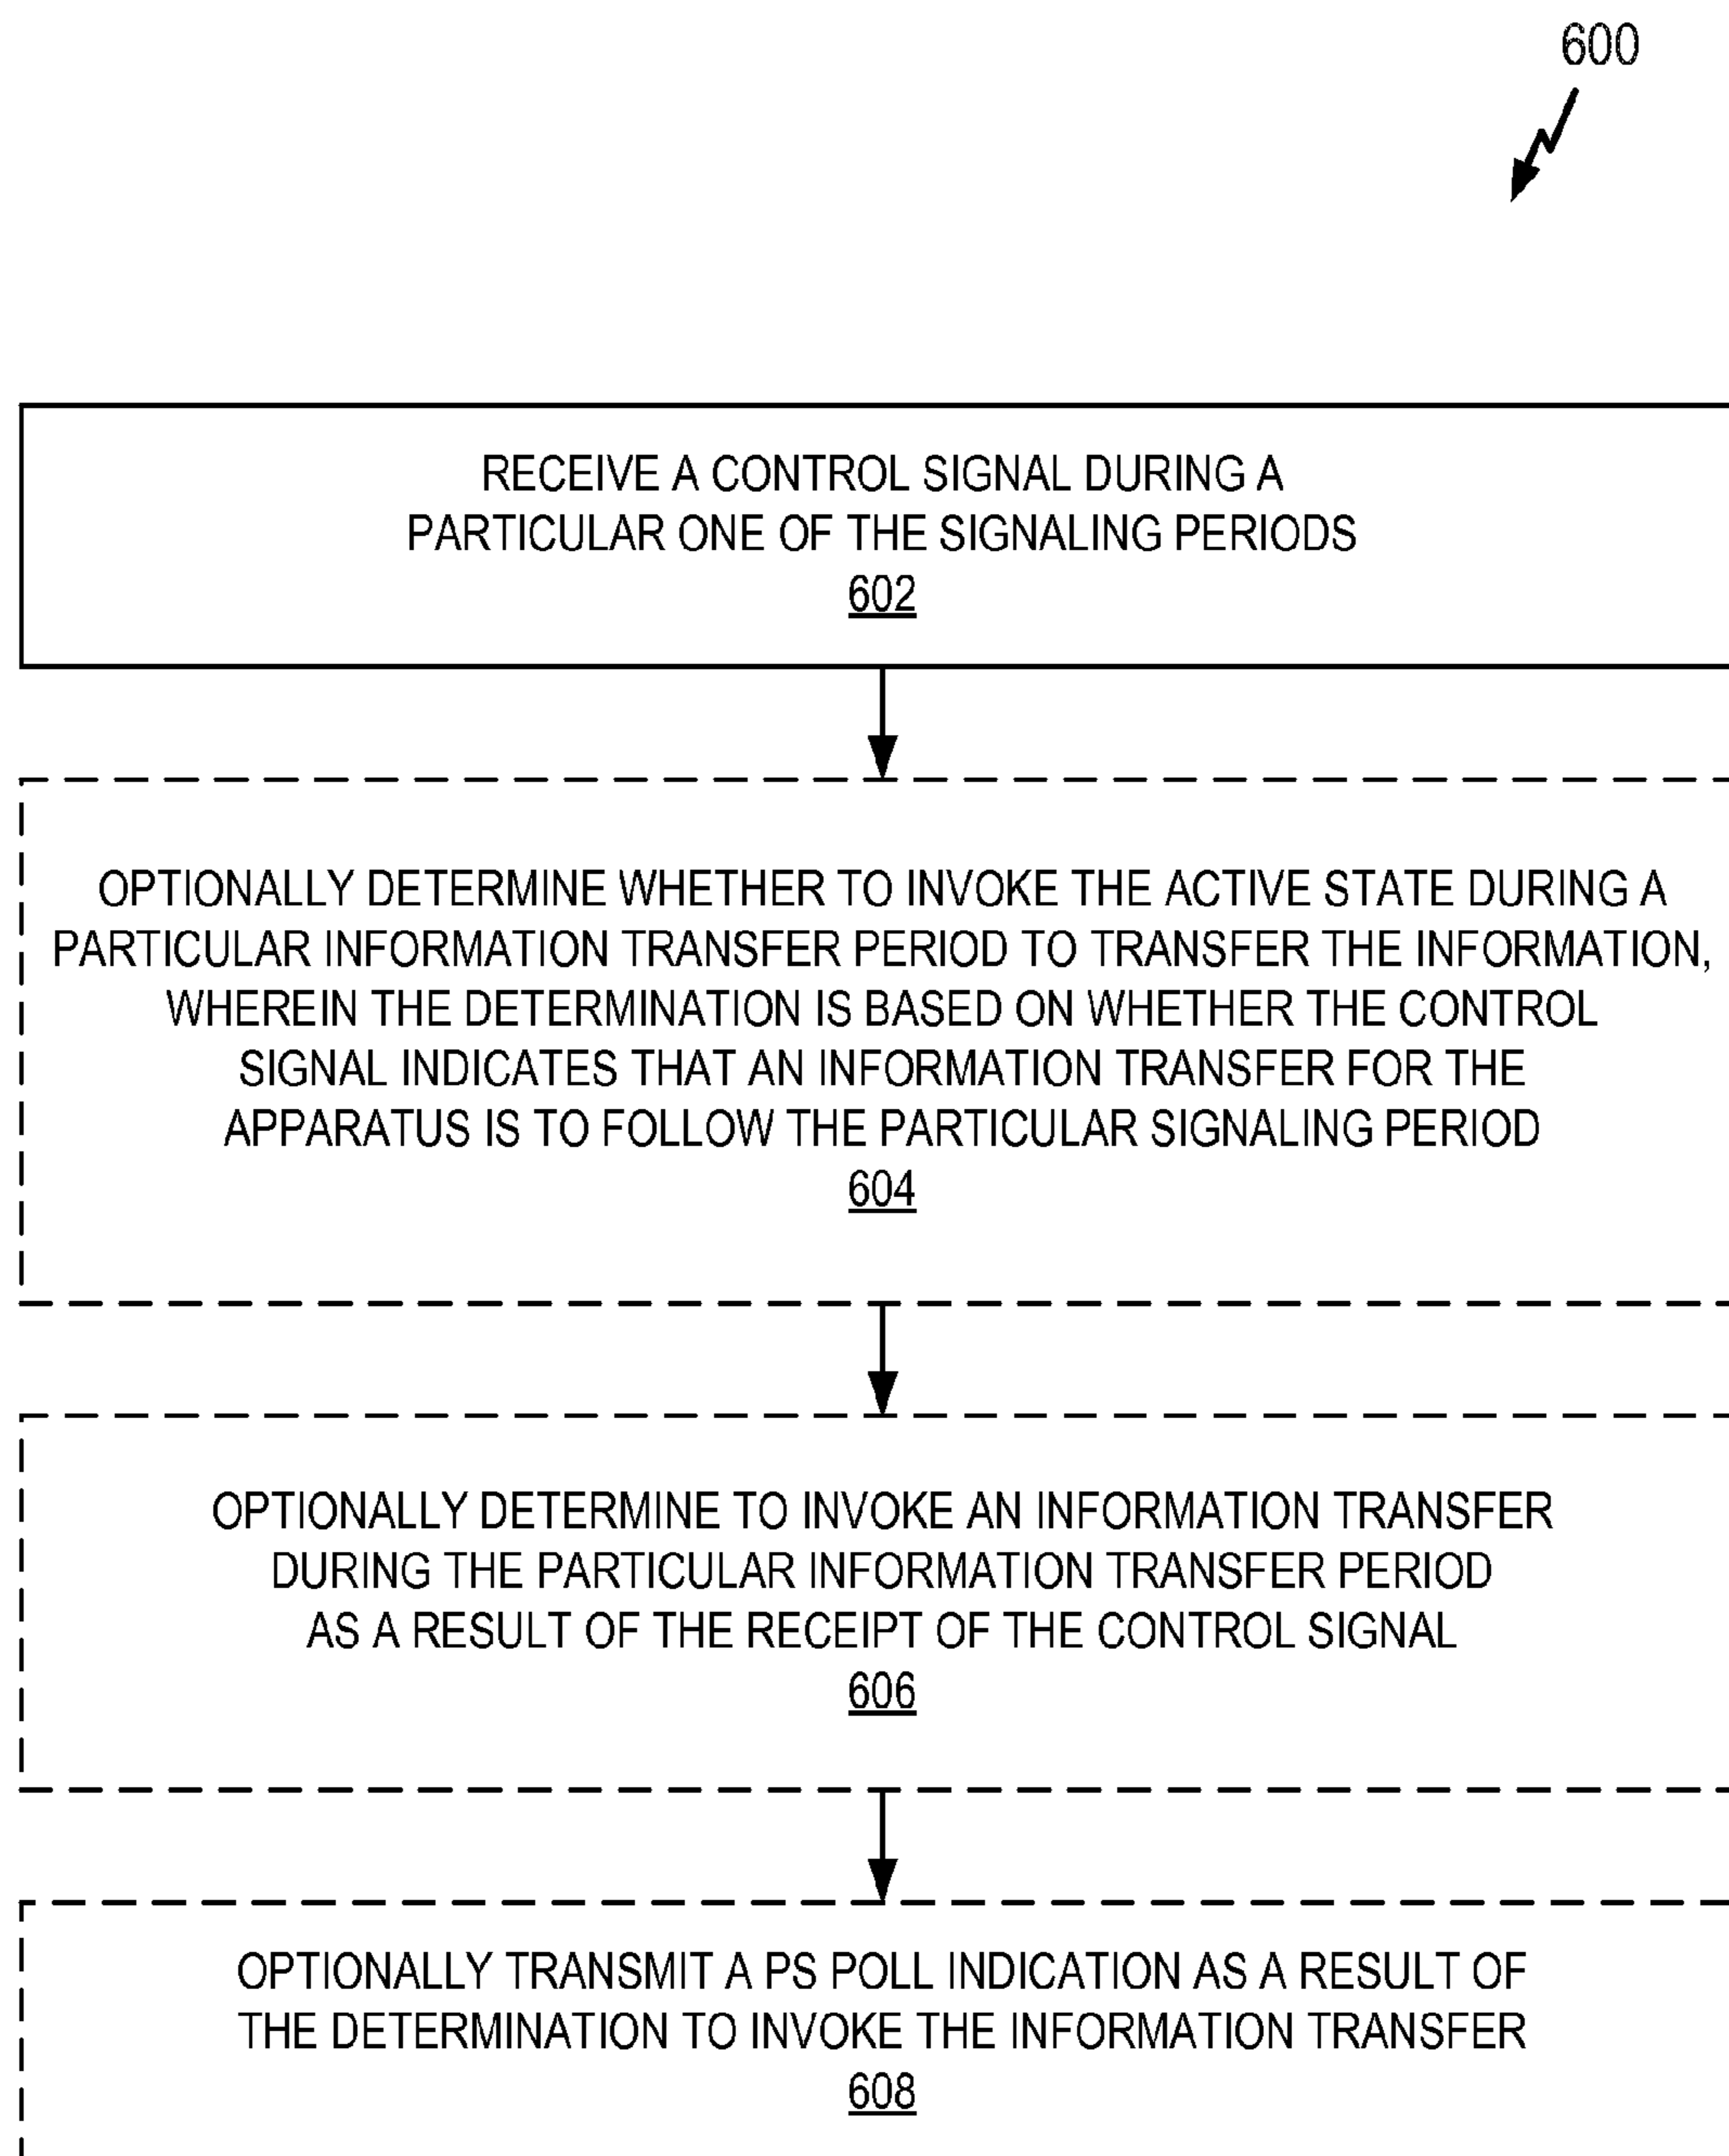 600
RECEIVE A CONTROL SIGNAL DURING A
PARTICULAR ONE OF THE SIGNALING PERIODS
602
OPTIONALLY DETERMINE WHETHER TO INVOKE THE ACTIVE STATE DURING A
PARTICULAR INFORMATION TRANSFER PERIOD TO TRANSFER THE INFORMATION,
WHEREIN THE DETERMINATION IS BASED ON WHETHER THE CONTROL
SIGNAL INDICATES THAT AN INFORMATION TRANSFER FOR THE
APPARATUS IS TO FOLLOW THE PARTICULAR SIGNALING PERIOD
604
OPTIONALLY DETERMINE TO INVOKE AN INFORMATION TRANSFER
DURING THE PARTICULAR INFORMATION TRANSFER PERIOD
AS A RESULT OF THE RECEIPT OF THE CONTROL SIGNAL
606
OPTIONALLY TRANSMIT A PS POLL INDICATION AS A RESULT OF
THE DETERMINATION TO INVOKE THE INFORMATION TRANSFER
608